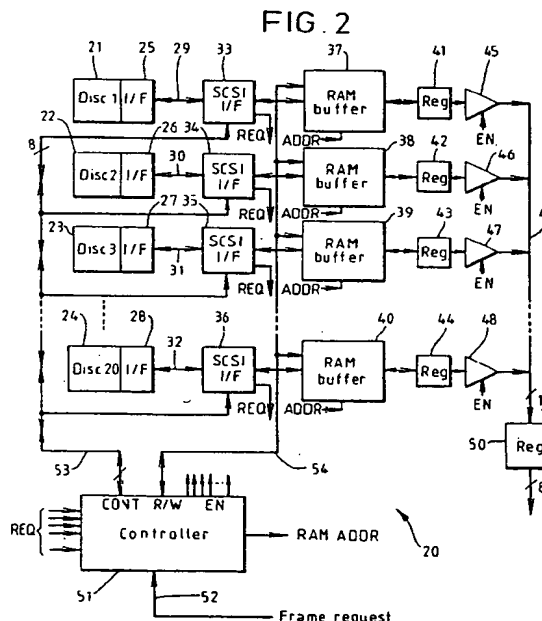 FIG. 2
21 25 29 33 37 41 45
Disc 1 I/F SCSI I/F RAM buffer Reg
REQ ADDR EN
8
22 26 34 38 42 46
Disc 2 I/F 30 SCSI I/F RAM buffer Reg
REQ ADDR EN
23 27 35 39 43 47
Disc 3 I/F 31 SCSI I/F RAM buffer Reg
REQ ADDR EN
24 28 32 36 40 44 48
Disc 20 I/F SCSI I/F RAM buffer Reg
REQ ADDR EN
50
Reg
8
53 54
CONT R/W EN
REQ Controller RAM ADDR
20
51 52
Frame request